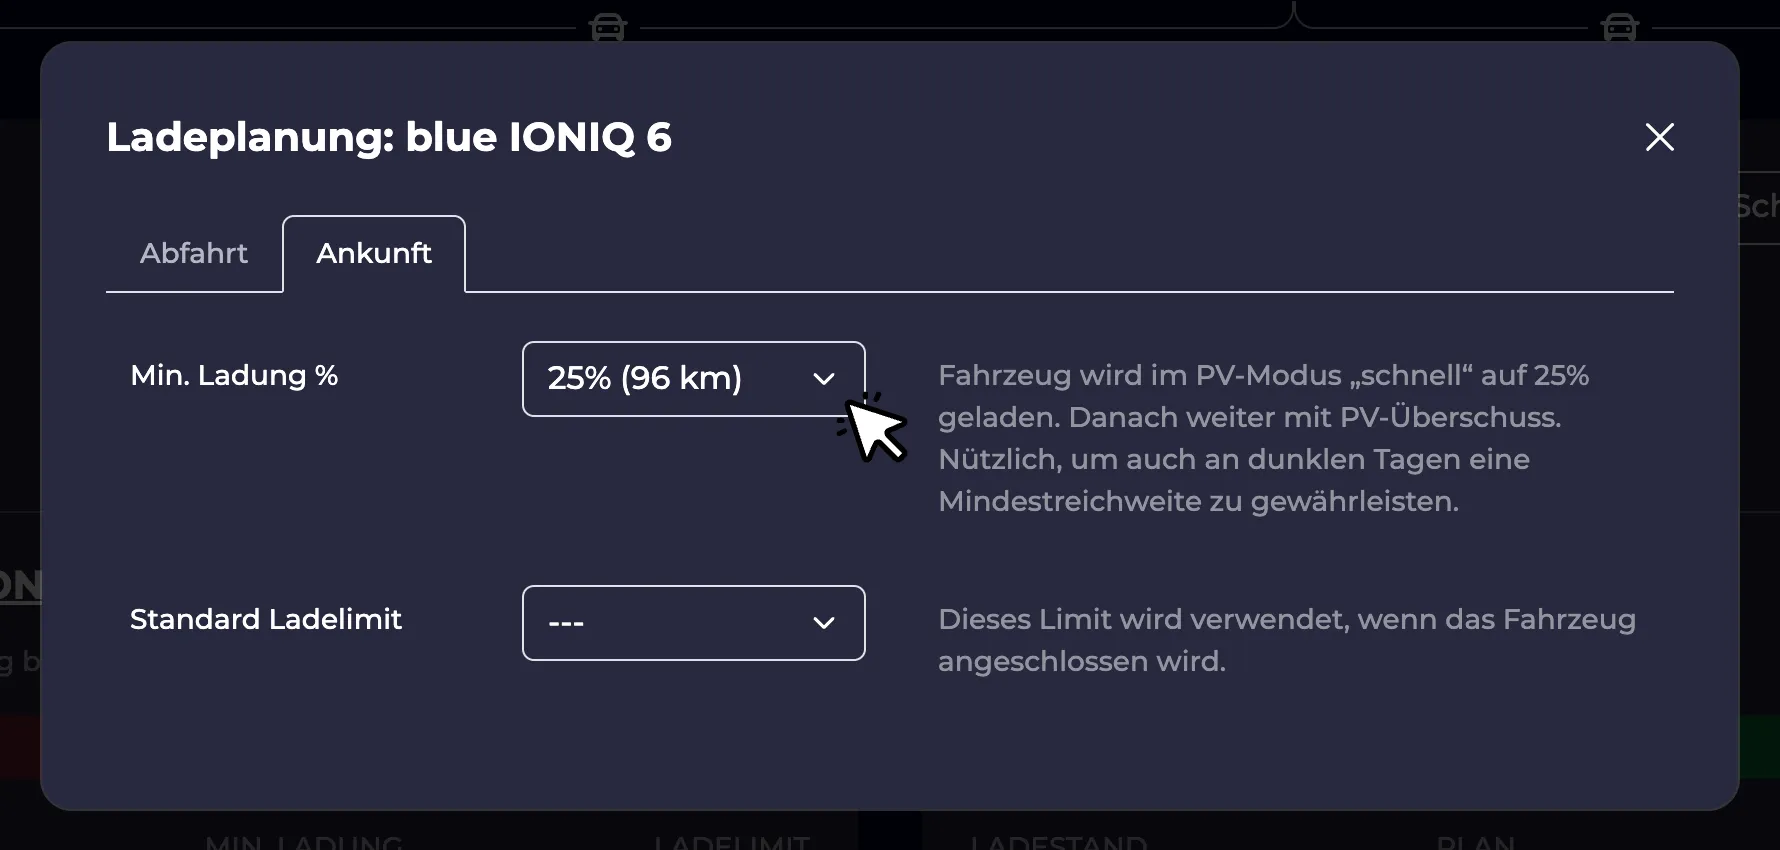 Ladeplanung: blue IONIQ 6
Sch
Abfahrt
Ankunft
Min. Ladung %
25% (96 km)
Fahrzeug wird im PV-Modus „schnell“ auf 25%
geladen. Danach weiter mit PV-Überschuss.
Nützlich, um auch an dunklen Tagen eine
Mindestreichweite zu gewährleisten.
ON
Standard Ladelimit
---
Dieses Limit wird verwendet, wenn das Fahrzeug
angeschlossen wird.
g b
MIN. LADUNG
LADELIMIT
LADESTAND
PLAN